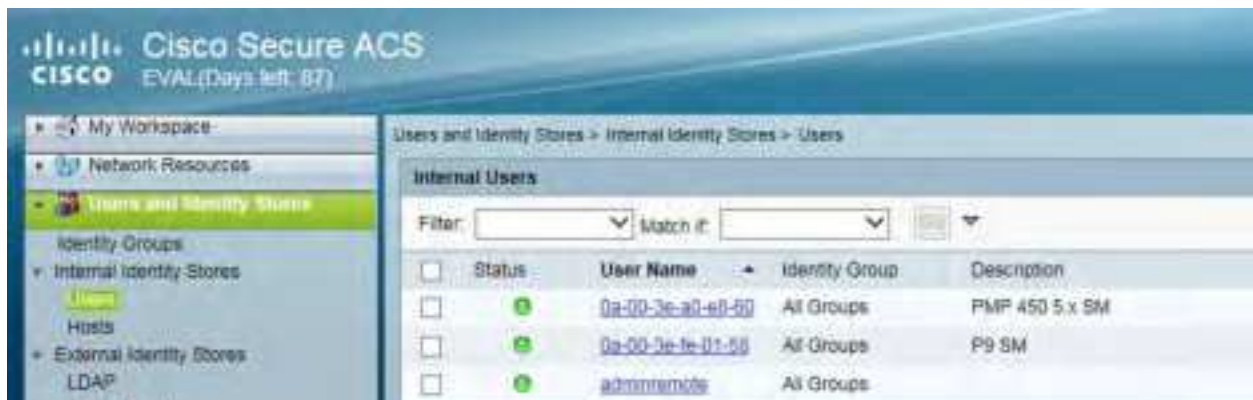 Cisco Secure ACS
CISCO EVAL(Days left: 87)
My Workspace
Network Resources
Users and Identity Stores
Identity Groups
Internal Identity Stores
Users
Hosts
External Identity Stores
LDAP
Users and Identity Stores > Internal Identity Stores > Users
Internal Users
Filter: Match if:
Status User Name Identity Group Description
0a-00-3e-a0-e8-60 All Groups PMP 450 5.x SM
0a-00-3e-fe-01-58 All Groups P9 SM
adminremote All Groups